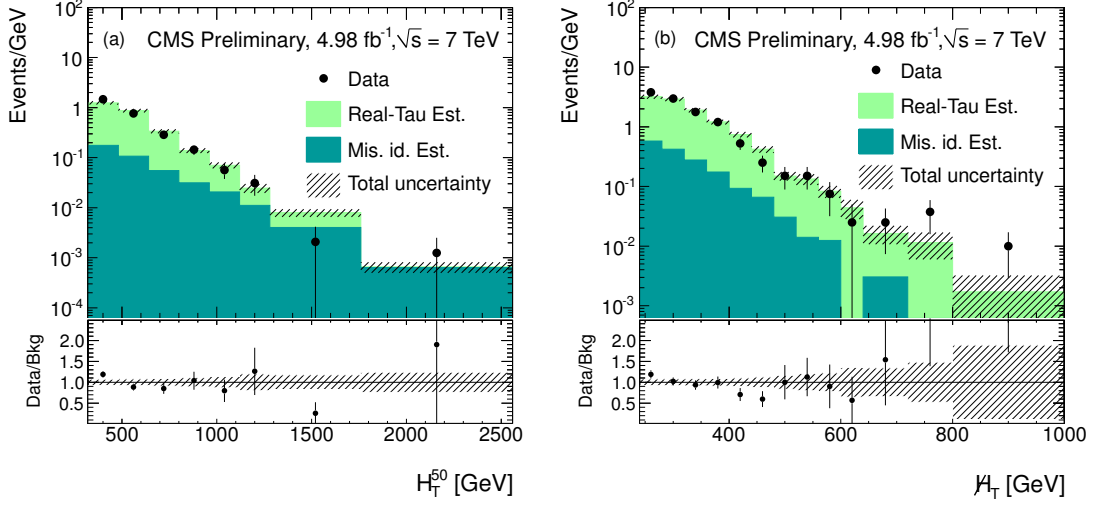 (a) CMS Preliminary, 4.98 fb⁻¹,√s = 7 TeV
Events/GeV
10²
10
1
10⁻¹
10⁻²
10⁻³
10⁻⁴
Data
Real-Tau Est.
Mis. id. Est.
Total uncertainty
Data/Bkg
2.0
1.5
1.0
0.5
500 1000 1500 2000 2500
H_T^50 [GeV]
(b) CMS Preliminary, 4.98 fb⁻¹,√s = 7 TeV
Events/GeV
10²
10
1
10⁻¹
10⁻²
10⁻³
Data
Real-Tau Est.
Mis. id. Est.
Total uncertainty
Data/Bkg
2.0
1.5
1.0
0.5
400 600 800 1000
H̸_T [GeV]